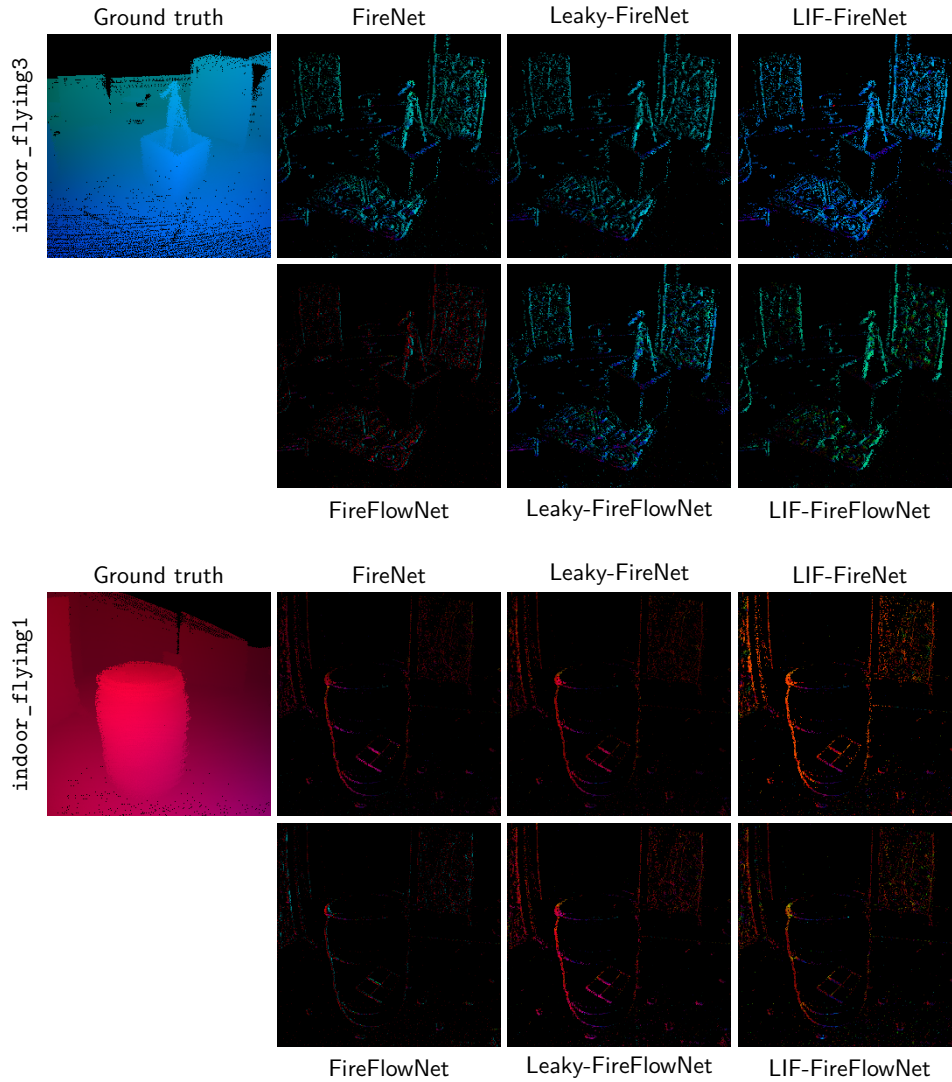 Ground truth FireNet Leaky-FireNet LIF-FireNet
indoor_flying3
FireFlowNet Leaky-FireFlowNet LIF-FireFlowNet
Ground truth FireNet Leaky-FireNet LIF-FireNet
indoor_flying1
FireFlowNet Leaky-FireFlowNet LIF-FireFlowNet